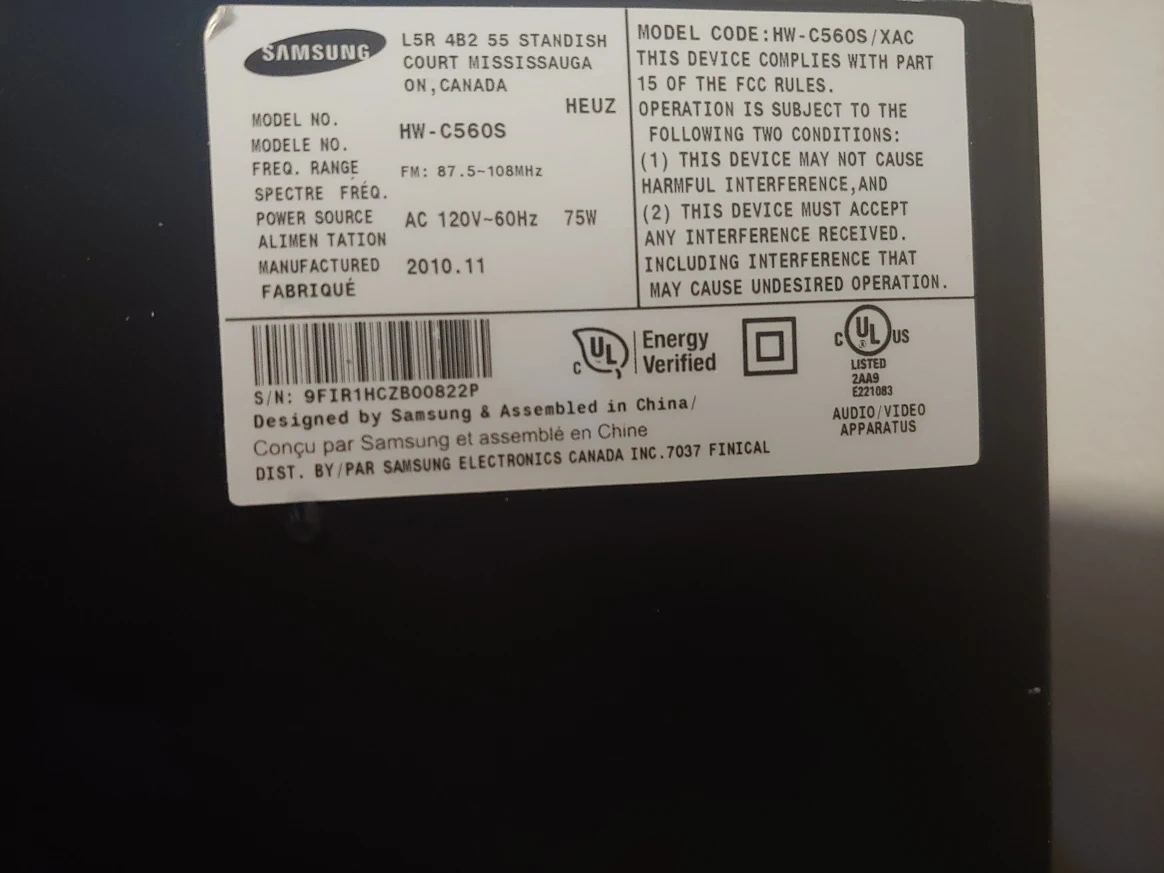 SAMSUNG
L5R 4B2 55 STANDISH
COURT MISSISSAUGA
ON,CANADA
HEUZ
MODEL NO.
MODELE NO.
HW-C560S
FREQ. RANGE
SPECTRE FRÉQ.
FM: 87.5~108MHz
POWER SOURCE
ALIMEN TATION
AC 120V~60Hz 75W
MANUFACTURED
FABRIQUÉ
2010.11
MODEL CODE:HW-C560S/XAC
THIS DEVICE COMPLIES WITH PART
15 OF THE FCC RULES.
OPERATION IS SUBJECT TO THE
FOLLOWING TWO CONDITIONS:
(1) THIS DEVICE MAY NOT CAUSE
HARMFUL INTERFERENCE,AND
(2) THIS DEVICE MUST ACCEPT
ANY INTERFERENCE RECEIVED.
INCLUDING INTERFERENCE THAT
MAY CAUSE UNDESIRED OPERATION.
S/N: 9FIR1HCZB00822P
Designed by Samsung & Assembled in China/
Conçu par Samsung et assemblé en Chine
DIST. BY/PAR SAMSUNG ELECTRONICS CANADA INC.7037 FINICAL
C UL
Energy
Verified
C UL ® US
LISTED
2AA9
E221083
AUDIO/VIDEO
APPARATUS